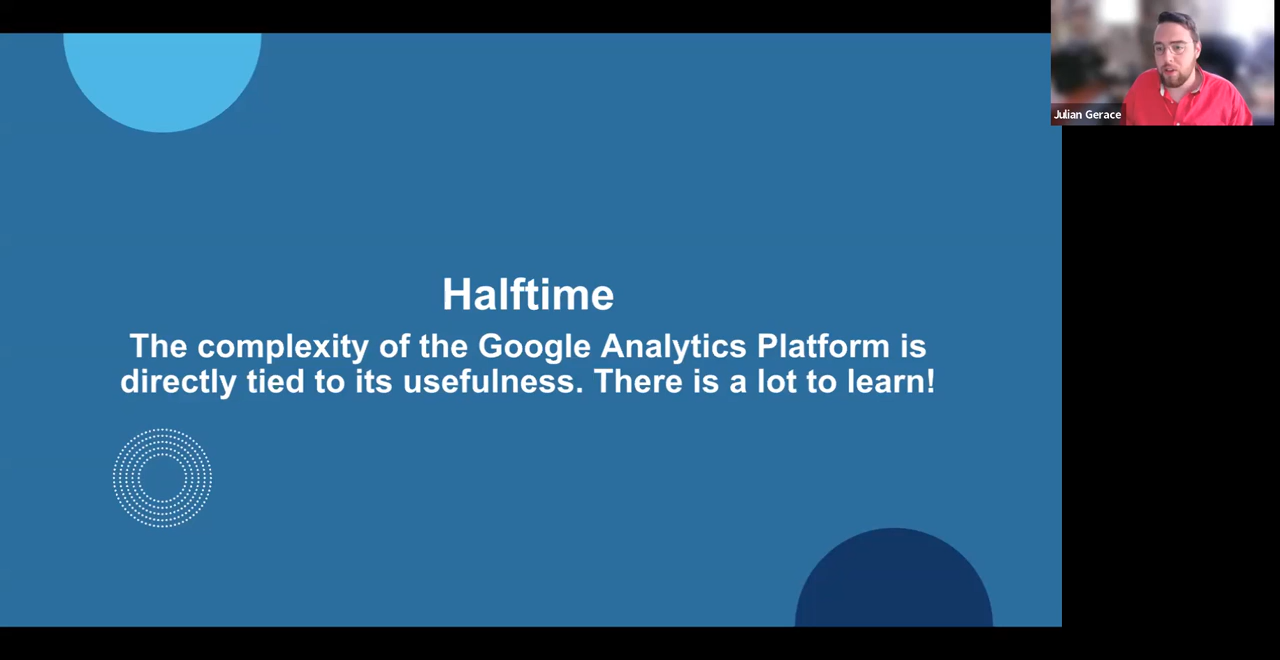 Julian Gerace
Halftime
The complexity of the Google Analytics Platform is
directly tied to its usefulness. There is a lot to learn!